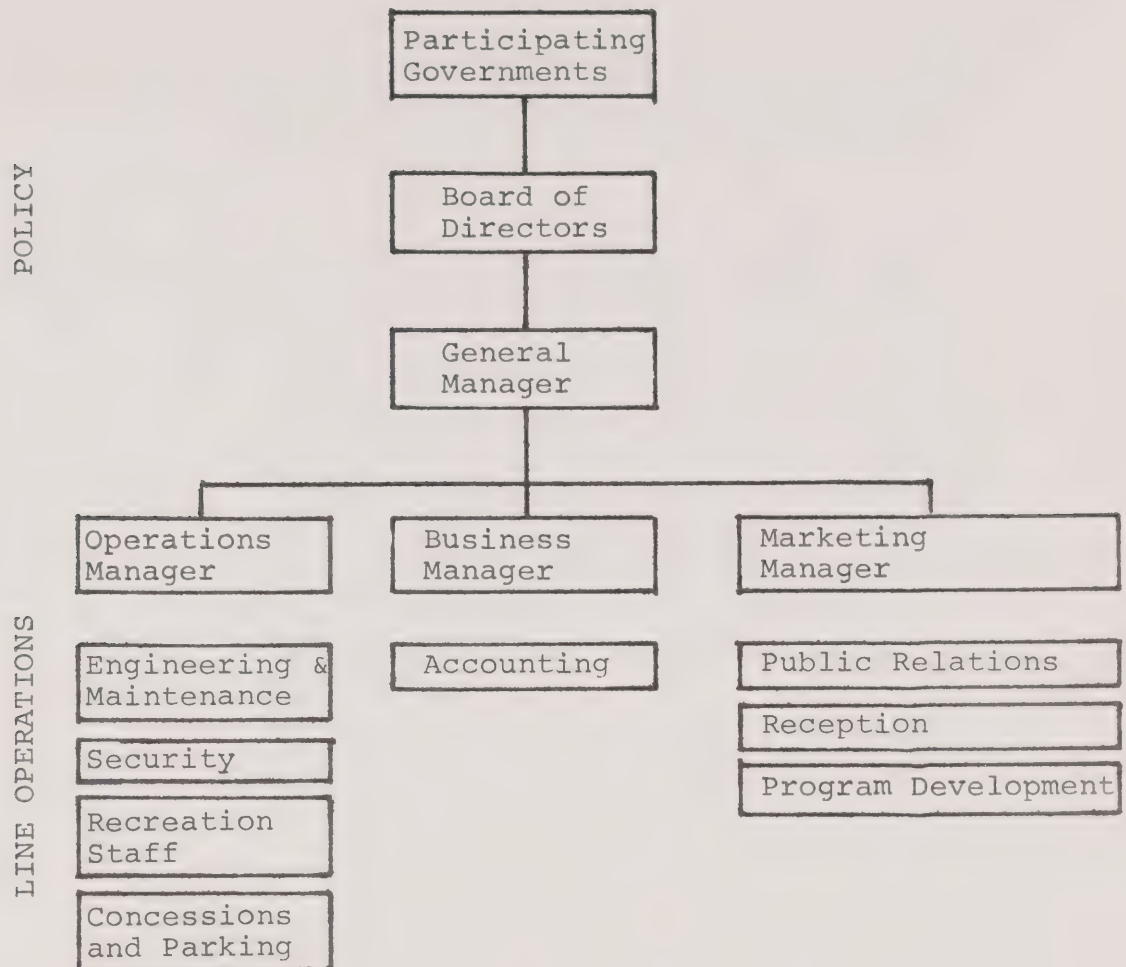 Participating
Governments
POLICY
Board of
Directors
General
Manager
Operations
Manager
Business
Manager
Marketing
Manager
LINE OPERATIONS
Engineering &
Maintenance
Security
Recreation
Staff
Concessions
and Parking
Accounting
Public Relations
Reception
Program Development